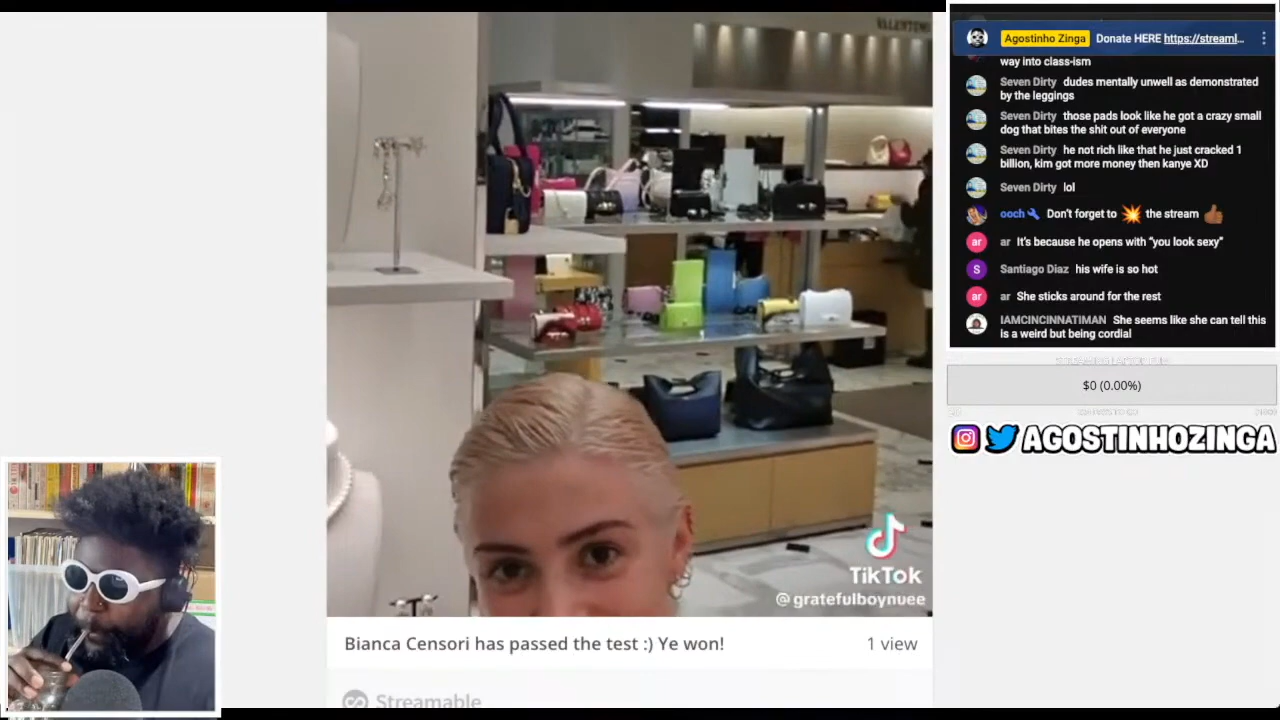 VALENTINO
Agostinho Zinga Donate HERE https://streaml...
way into class-ism
Seven Dirty dudes mentally unwell as demonstrated
by the leggings
Seven Dirty those pads look like he got a crazy small
dog that bites the shit out of everyone
Seven Dirty he not rich like that he just cracked 1
billion, kim got more money then kanye XD
Seven Dirty lol
ooch Don't forget to 💥 the stream 👍🏾
ar It's because he opens with “you look sexy”
Santiago Diaz his wife is so hot
ar She sticks around for the rest
IAMCINCINNATIMAN She seems like she can tell this
is a weird but being cordial
$0 (0.00%)
AGOSTINHOZINGA
TikTok
@gratefulboynuee
Bianca Censori has passed the test :) Ye won!
1 view
Streamable